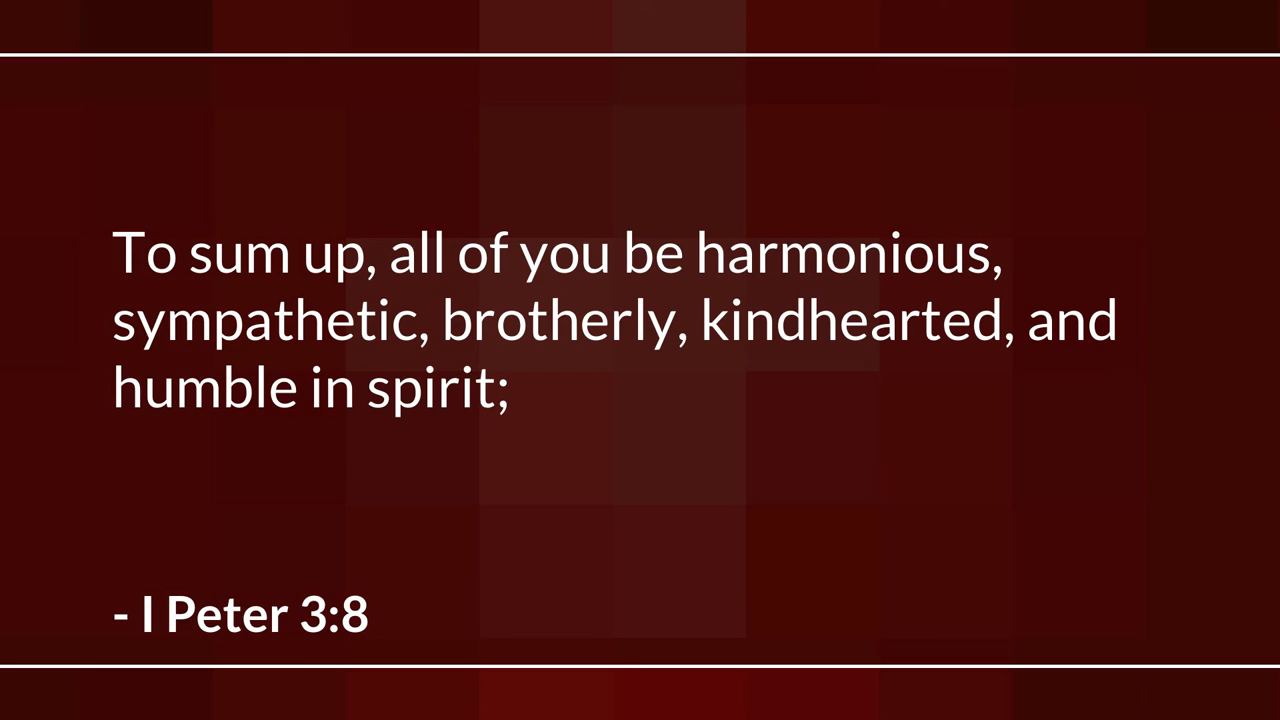 To sum up, all of you be harmonious,
sympathetic, brotherly, kindhearted, and
humble in spirit;
- I Peter 3:8